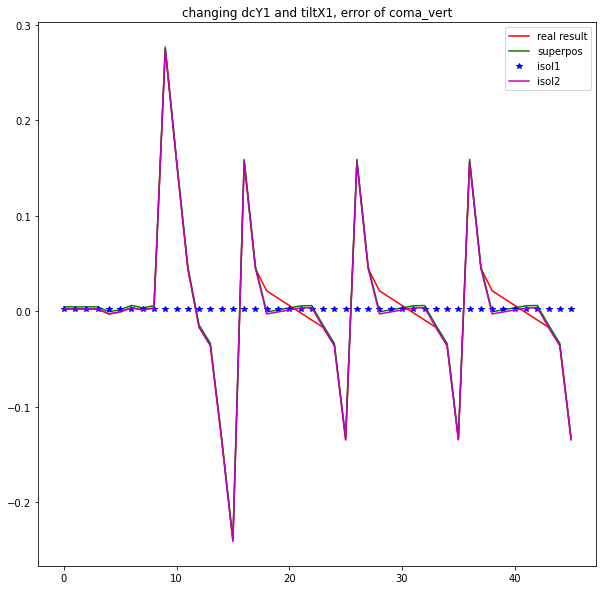 changing dcY1 and tiltX1, error of coma_vert
real result
superpos
isol1
isol2
0.3
0.2
0.1
0.0
−0.1
−0.2
0 10 20 30 40